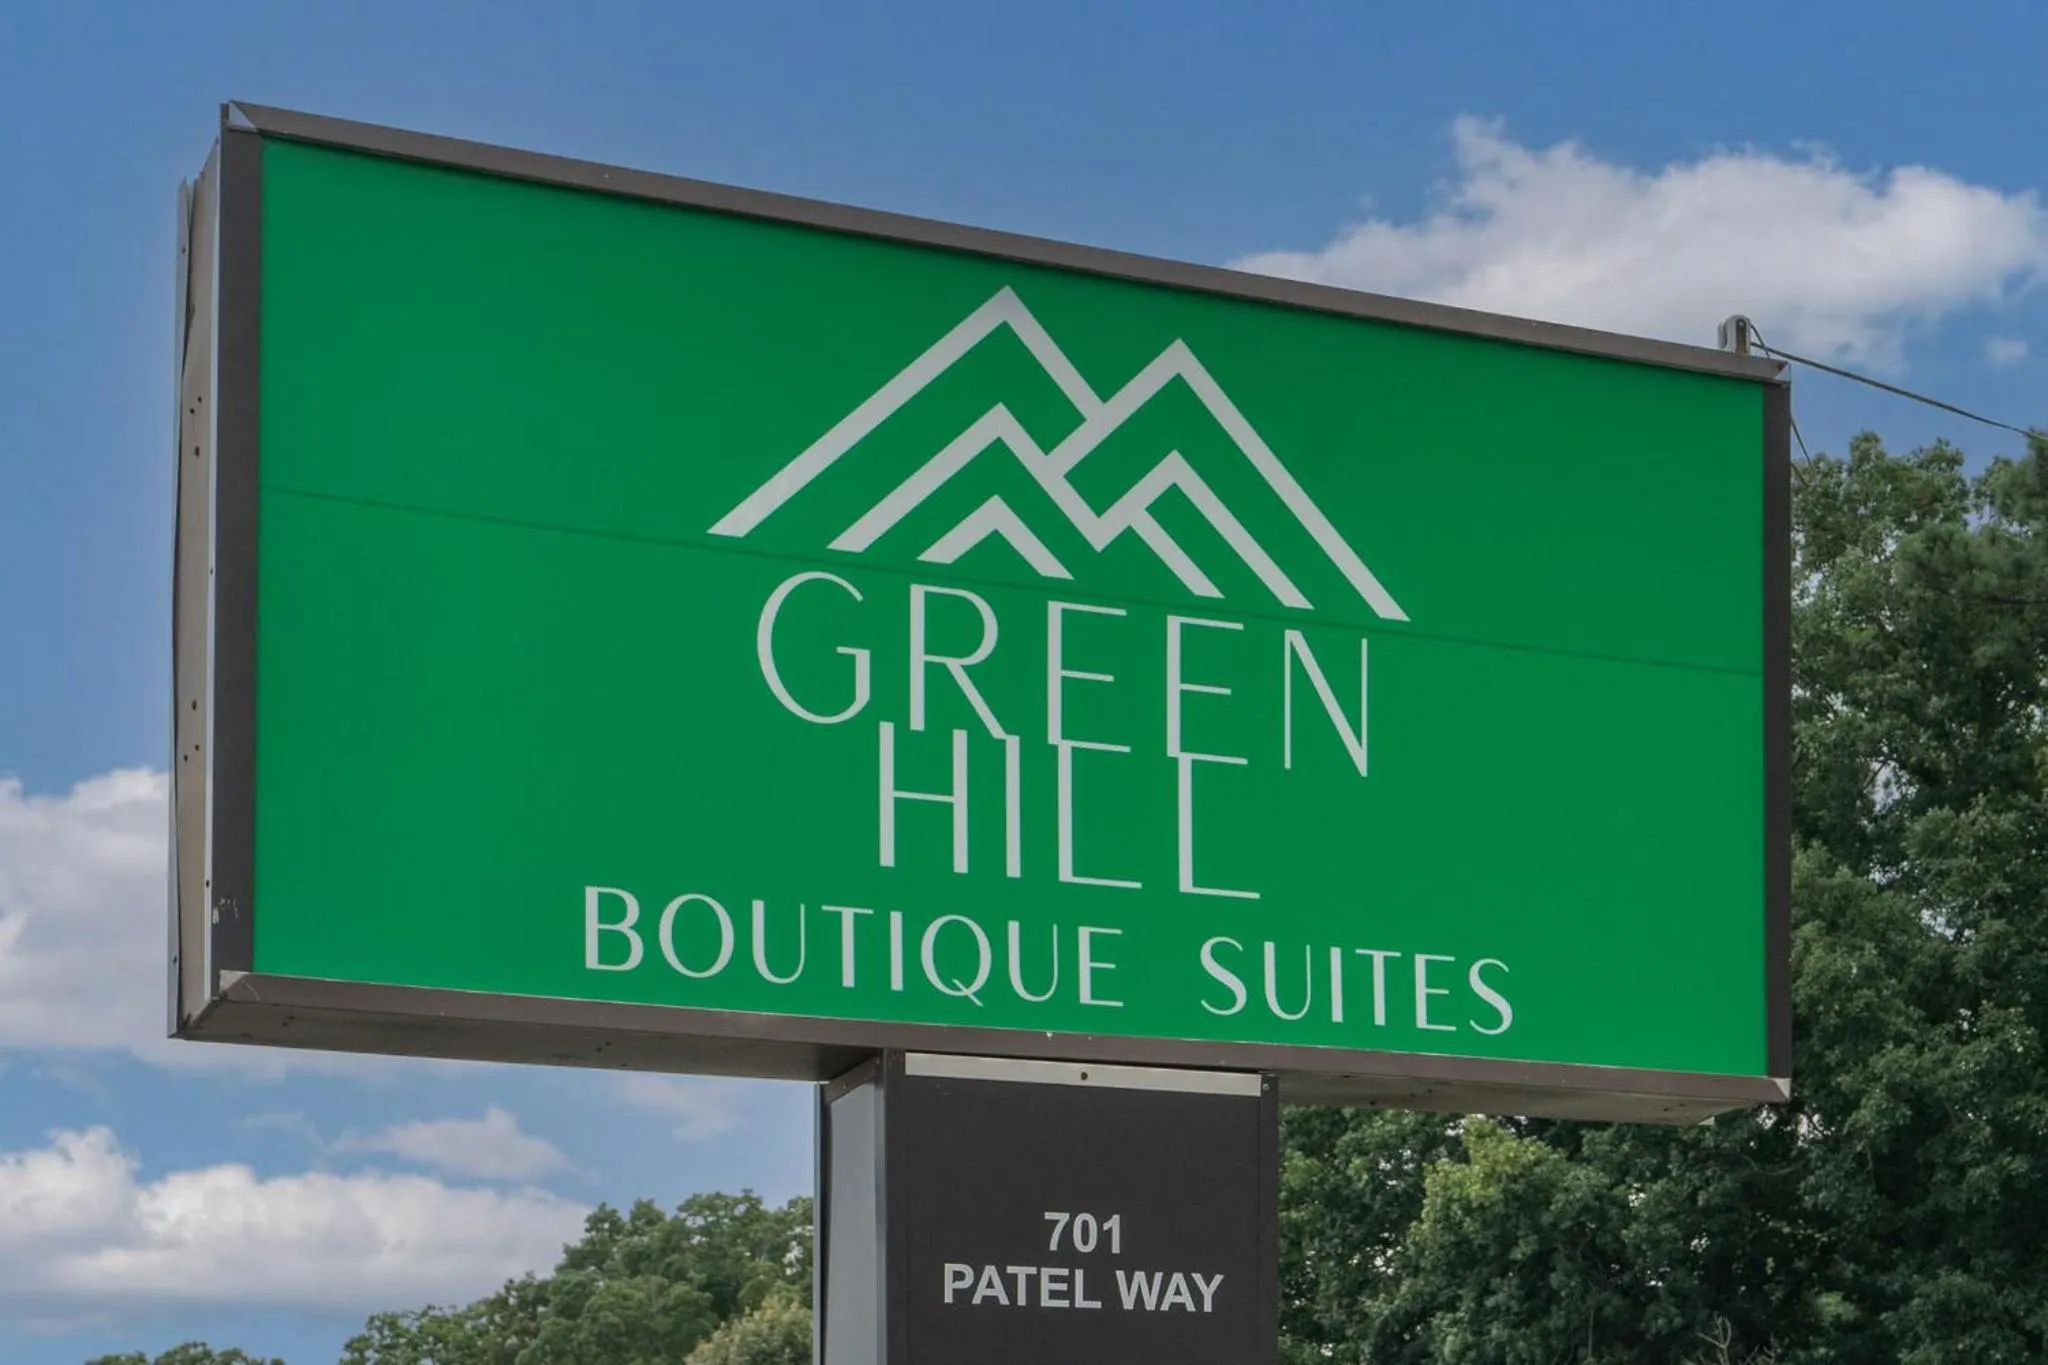 GREEN
HILL
BOUTIQUE SUITES
701
PATEL WAY